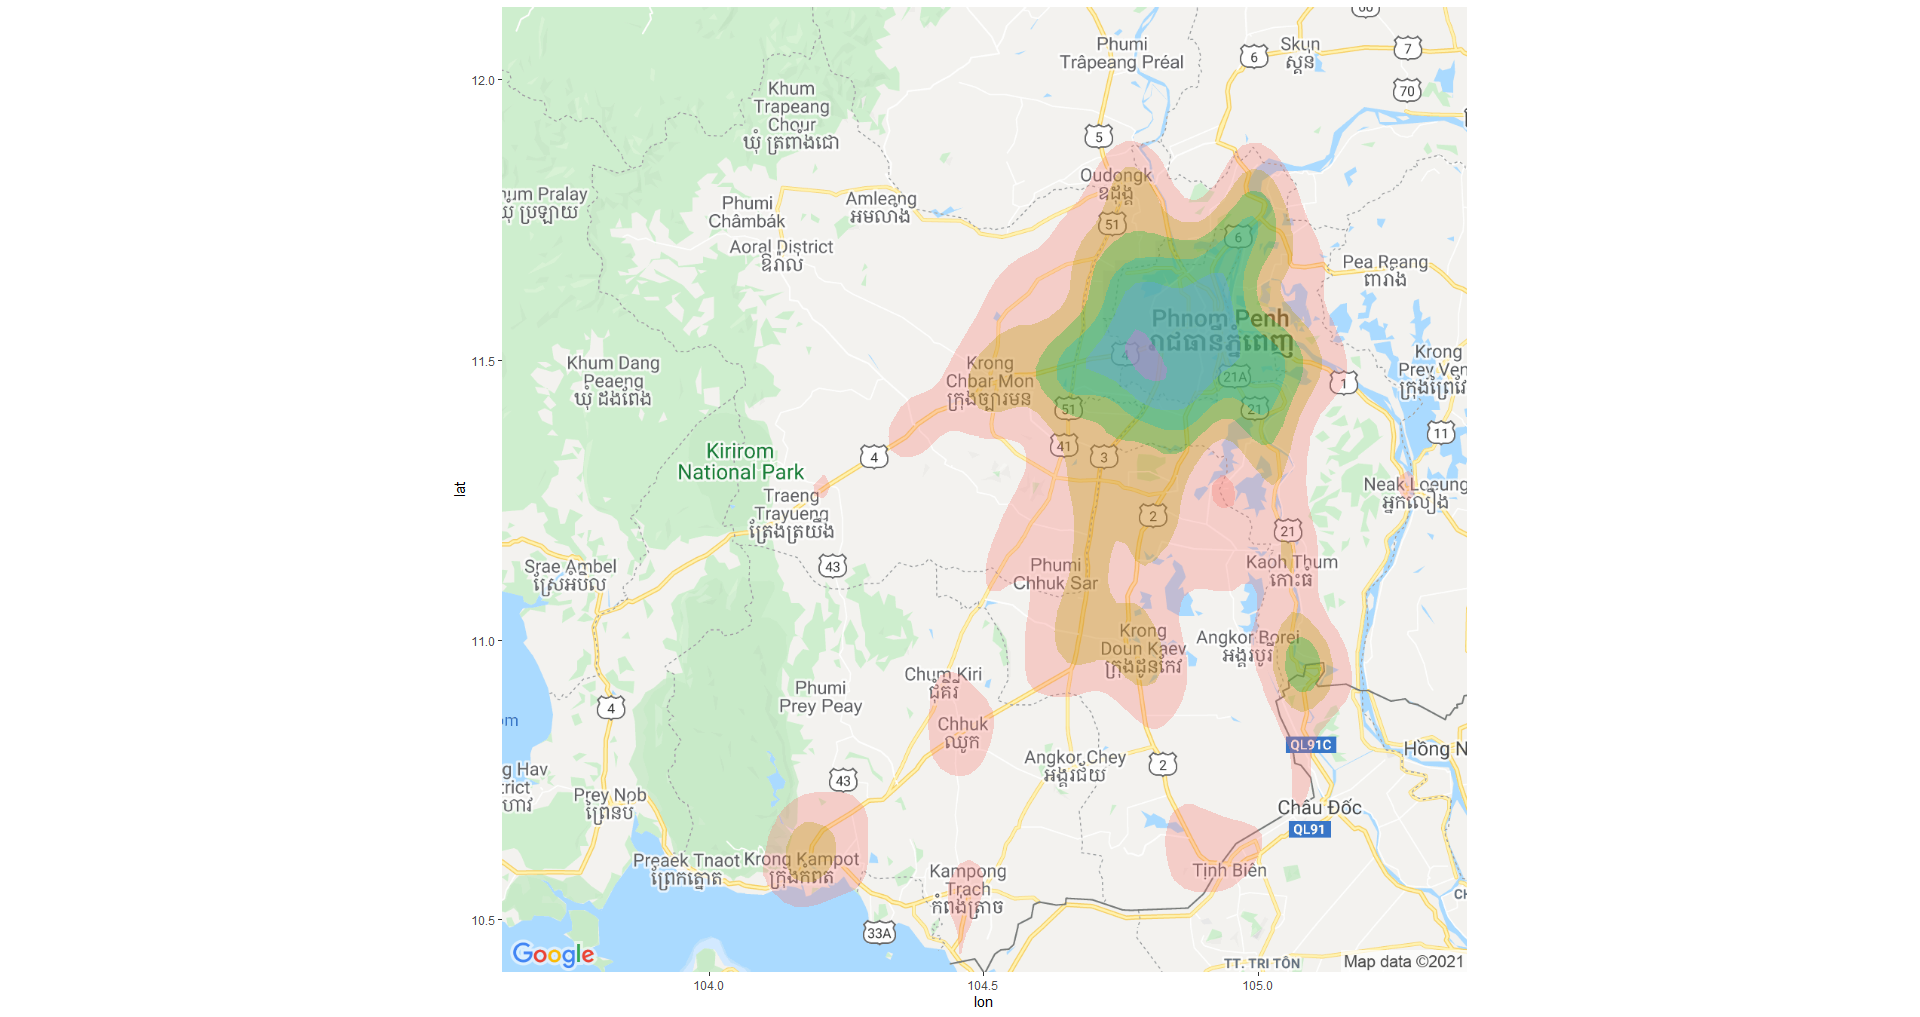 12.0
11.5
11.0
10.5
lat
104.0
104.5
105.0
lon
Phumi
Trâpeang Préal
Skun
ស្គន់
6
7
70
5
Khum
Trapeang
Chour
ឃុំ ត្រពាំងជោ
um Pralay
ឃុំ ប្រឡាយ
Phumi
Châmbák
Amleang
អមលាំង
Oudongk
ឧដុង្គ
51
6
Aoral District
ឱរ៉ាល់
Pea Reang
ពារាំង
Phnom Penh
រាជធានីភ្នំពេញ
4
21A
1
Krong
Prey Ven
11
Khum Dang
Peaeng
ឃុំ ដងពែង
Krong
Chbar Mon
ក្រុងច្បារមន
51
21
41
3
4
Kirirom
National Park
Traeng
Trayueng
ត្រែងត្រយឹង
Neak Loeung
អ្នកលឿង
2
21
Srae Ambel
ស្រែអំបិល
43
Phumi
Chhuk Sar
Kaoh Thum
កោះធំ
Krong
Doun Kaev
ក្រុងដូនកែវ
Angkor Borei
អង្គរបូរី
Chum Kiri
ជុំគិរី
Phumi
Prey Peay
4
Chhuk
ឈូក
QL91C
Hồng N
Angkor Chey
អង្គរជ័យ
2
43
g Hav
trict
ហាវ
Prey Nob
ព្រៃនប់
Châu Đốc
QL91
Preaek Tnaot
ព្រែកត្នោត
Krong Kampot
ក្រុងកំពត
Kampong
Trach
កំពង់ត្រាច
Tịnh Biên
33A
TT. TRI TÔN
Google
Map data ©2021